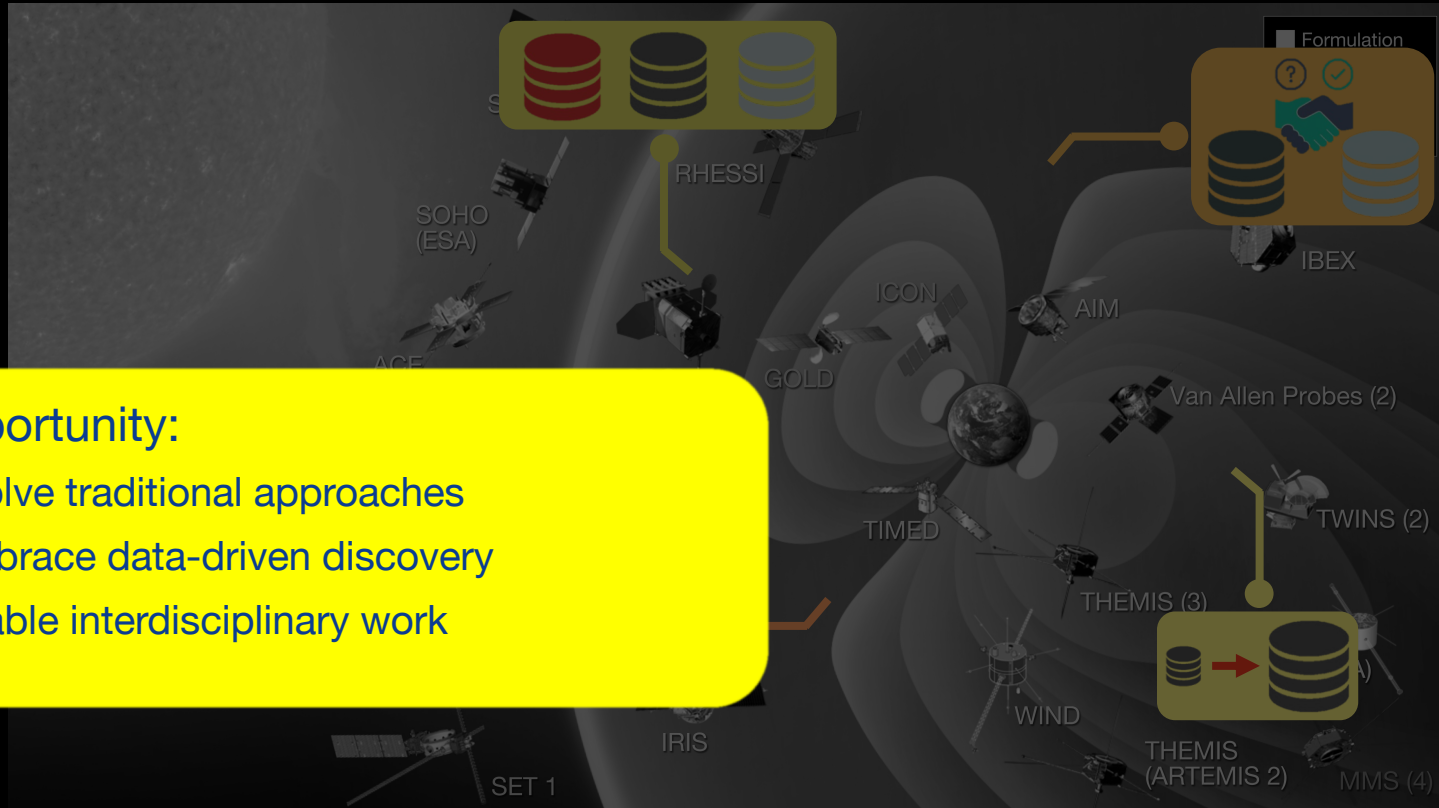 Formulation
?
RHESSI
SOHO
(ESA)
IBEX
ICON
AIM
ACE
GOLD
Van Allen Probes (2)
portunity:
olve traditional approaches
brace data-driven discovery
able interdisciplinary work
TIMED
TWINS (2)
THEMIS (3)
WIND
IRIS
THEMIS
(ARTEMIS 2)
MMS (4)
SET 1